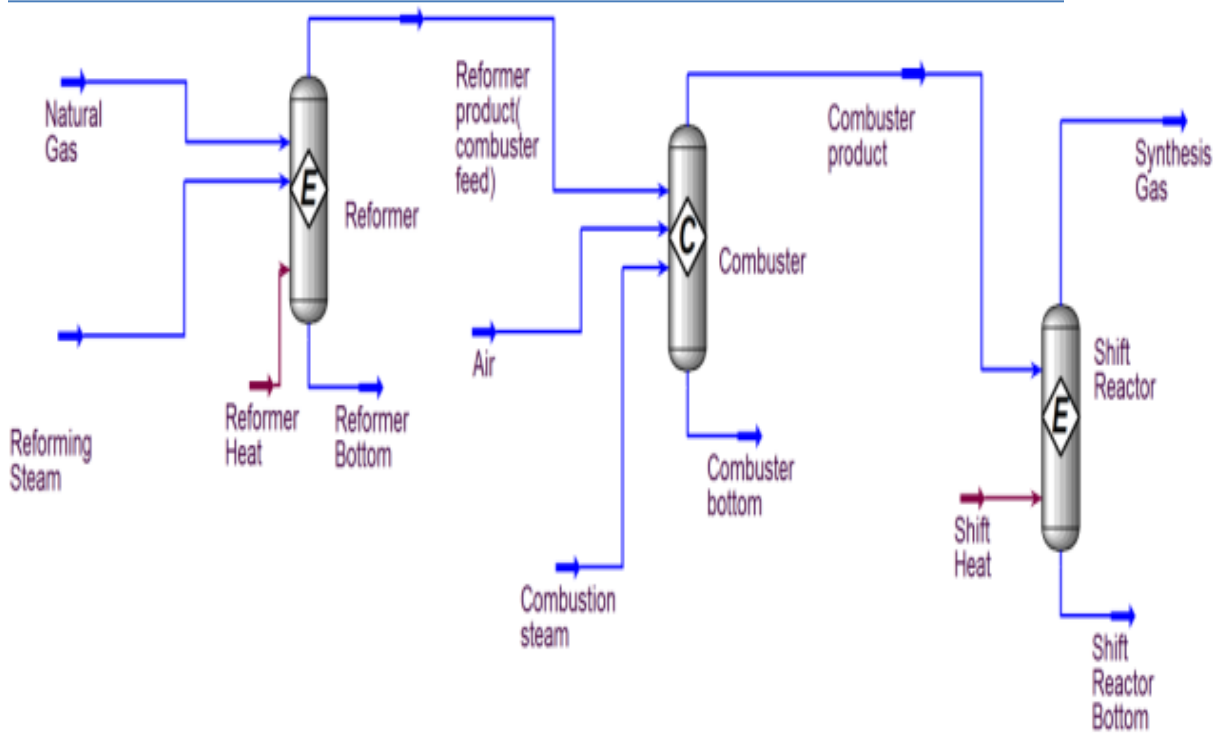 Natural
Gas
Reforming
Steam
E
Reformer
Reformer
Heat
Reformer
Bottom
Reformer
product(
combuster
feed)
Air
Combustion
steam
C
Combuster
Combuster
bottom
Combuster
product
E
Shift
Reactor
Shift
Heat
Synthesis
Gas
Shift
Reactor
Bottom